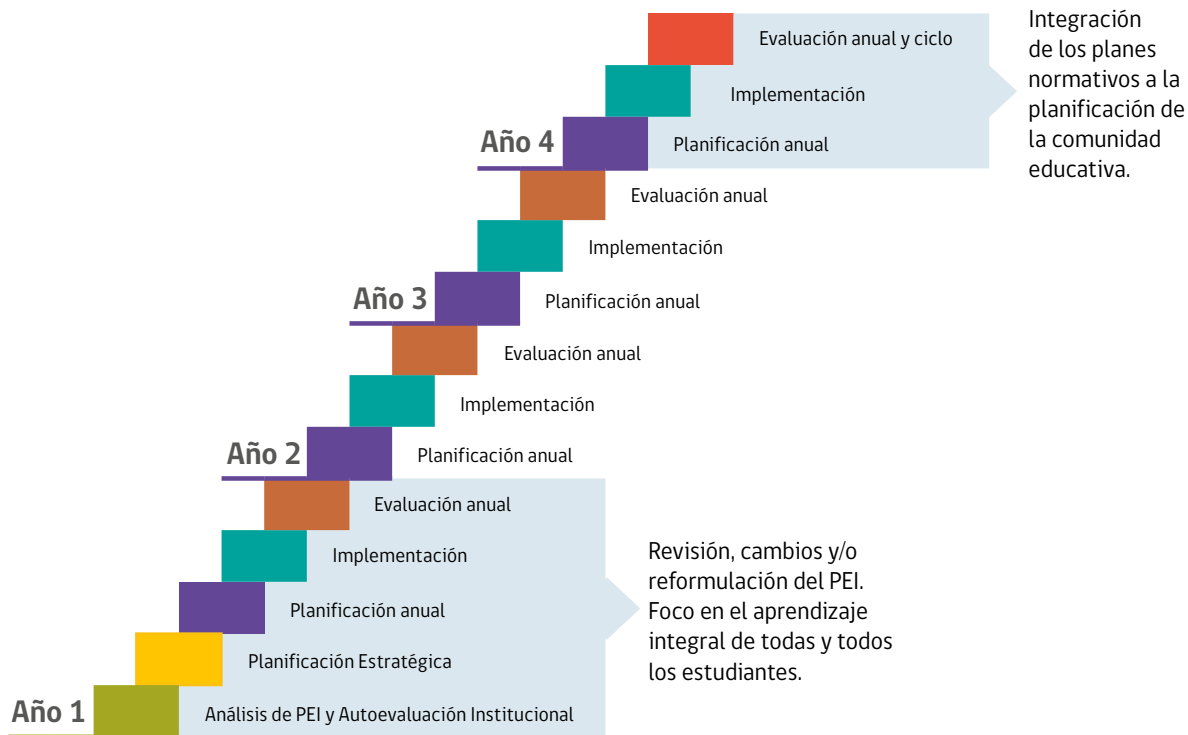 Evaluación anual y ciclo
Implementación
Año 4
Planificación anual
Integración
de los planes
normativos a la
planificación de
la comunidad
educativa.
Evaluación anual
Implementación
Año 3
Planificación anual
Evaluación anual
Implementación
Año 2
Planificación anual
Evaluación anual
Implementación
Planificación anual
Planificación Estratégica
Año 1
Análisis de PEI y Autoevaluación Institucional
Revisión, cambios y/o
reformulación del PEI.
Foco en el aprendizaje
integral de todas y todos
los estudiantes.